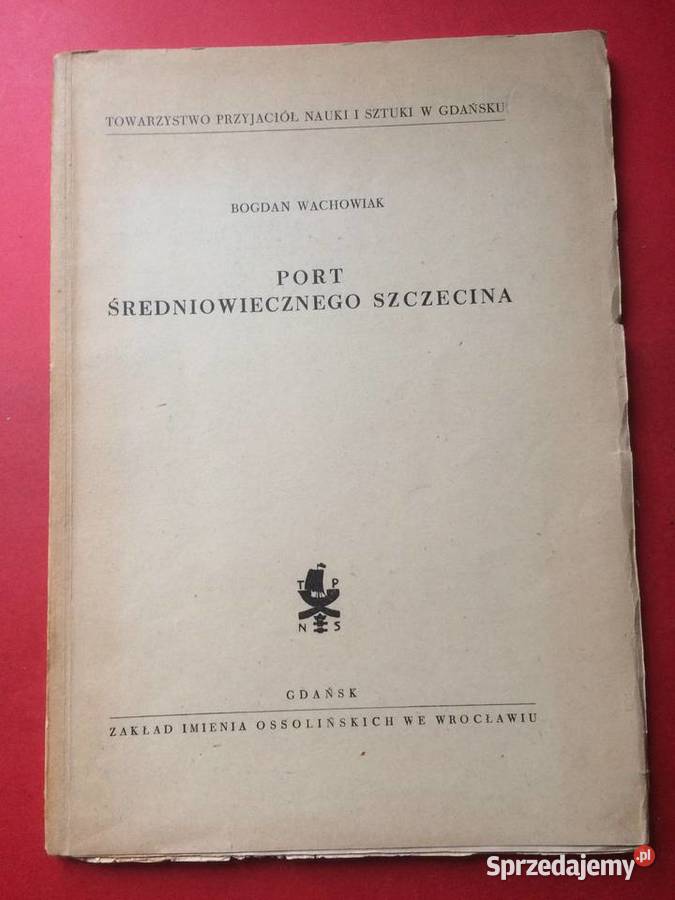 TOWARZYSTWO PRZYJACIÓŁ NAUKI I SZTUKI W GDAŃSKU
BOGDAN WACHOWIAK
PORT
ŚREDNIOWIECZNEGO SZCZECINA
T P
N S
GDAŃSK
ZAKŁAD IMIENIA OSSOLIŃSKICH WE WROCŁAWIU
Sprzedajemy.pl